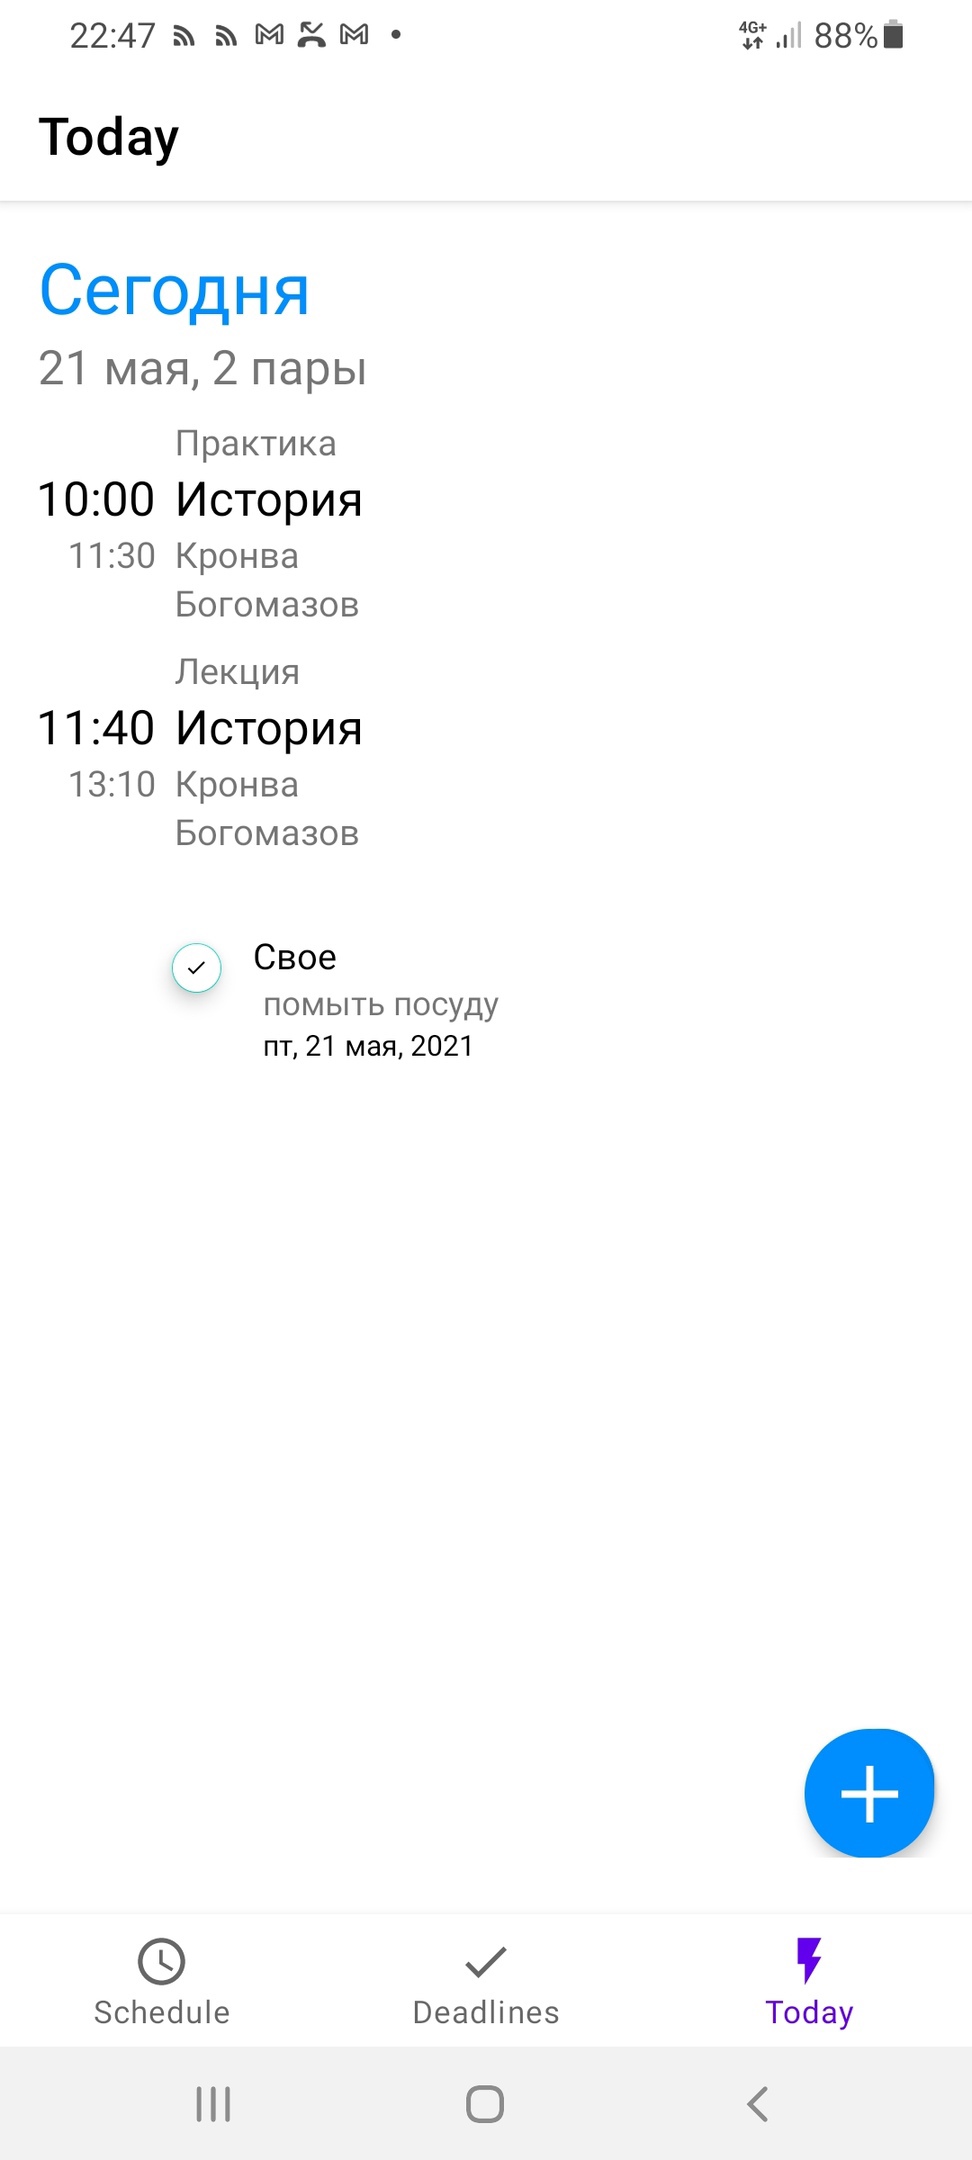 22:47 4G+ 88%
Today
Сегодня
21 мая, 2 пары
Практика
10:00 История
11:30 Кронва
Богомазов
Лекция
11:40 История
13:10 Кронва
Богомазов
Свое
помыть посуду
пт, 21 мая, 2021
Schedule Deadlines Today